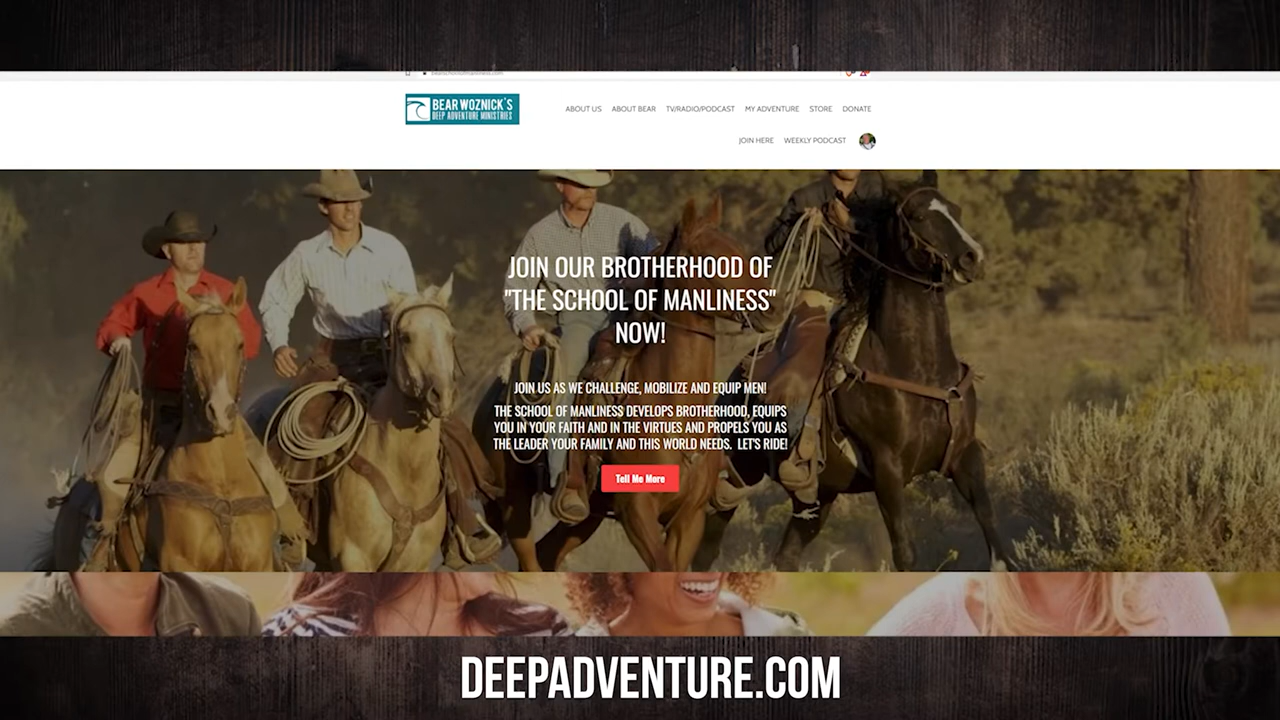 BEAR WOZNICK'S
DEEP ADVENTURE MINISTRIES
ABOUT US ABOUT BEAR TV/RADIO/PODCAST MY ADVENTURE STORE DONATE
JOIN HERE WEEKLY PODCAST
JOIN OUR BROTHERHOOD OF
"THE SCHOOL OF MANLINESS"
NOW!
JOIN US AS WE CHALLENGE, MOBILIZE AND EQUIP MEN!
THE SCHOOL OF MANLINESS DEVELOPS BROTHERHOOD, EQUIPS
YOU IN YOUR FAITH AND IN THE VIRTUES AND PROPELS YOU AS
THE LEADER YOUR FAMILY AND THIS WORLD NEEDS. LET'S RIDE!
Tell Me More
DEEPADVENTURE.COM